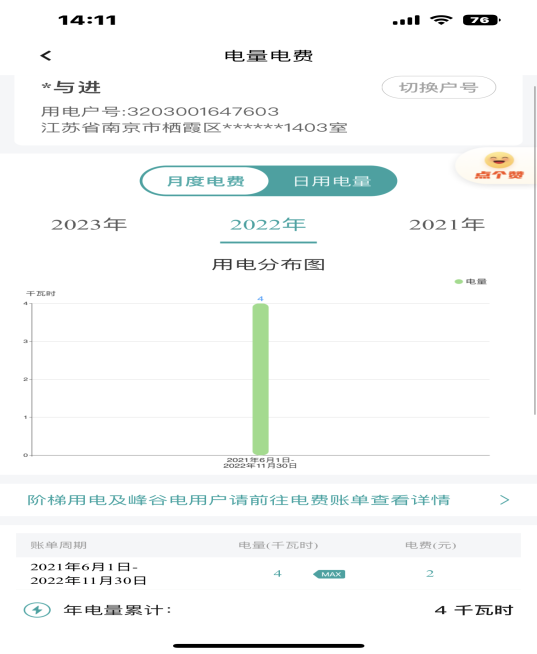 14:11
76
电量电费
*与进
切换户号
用电户号:3203001647603
江苏省南京市栖霞区******1403室
点个赞
月度电费
日用电量
2023年
2022年
2021年
用电分布图
电量
千瓦时
4
4
3
2
1
0
2021年6月1日-
2022年11月30日
阶梯用电及峰谷电用户请前往电费账单查看详情 >
账单周期
电量(千瓦时)
电费(元)
2021年6月1日-
2022年11月30日
4
MAX
2
年电量累计:
4 千瓦时